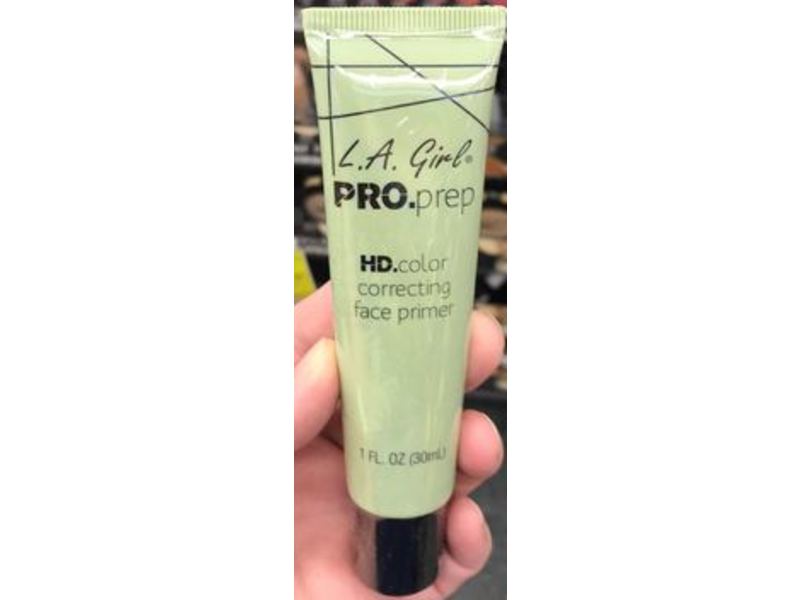 L.A. Girl®
PRO.prep
HD.color
correcting
face primer
1 FL. OZ (30mL)